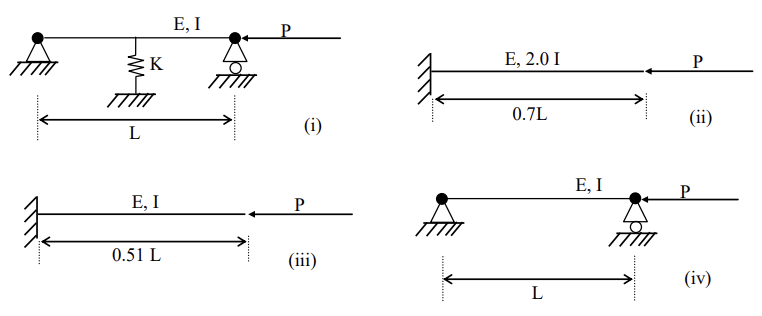 E, I
P
K
L
(i)
E, 2.0 I
P
0.7L
(ii)
E, I
P
0.51 L
(iii)
E, I
P
L
(iv)